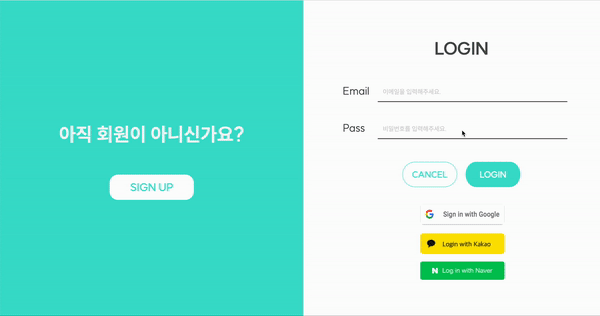 아직 회원이 아니신가요?
SIGN UP
LOGIN
Email
이메일을 입력해주세요.
Pass
비밀번호를 입력해주세요.
CANCEL
LOGIN
Sign in with Google
Login with Kakao
N Log in with Naver